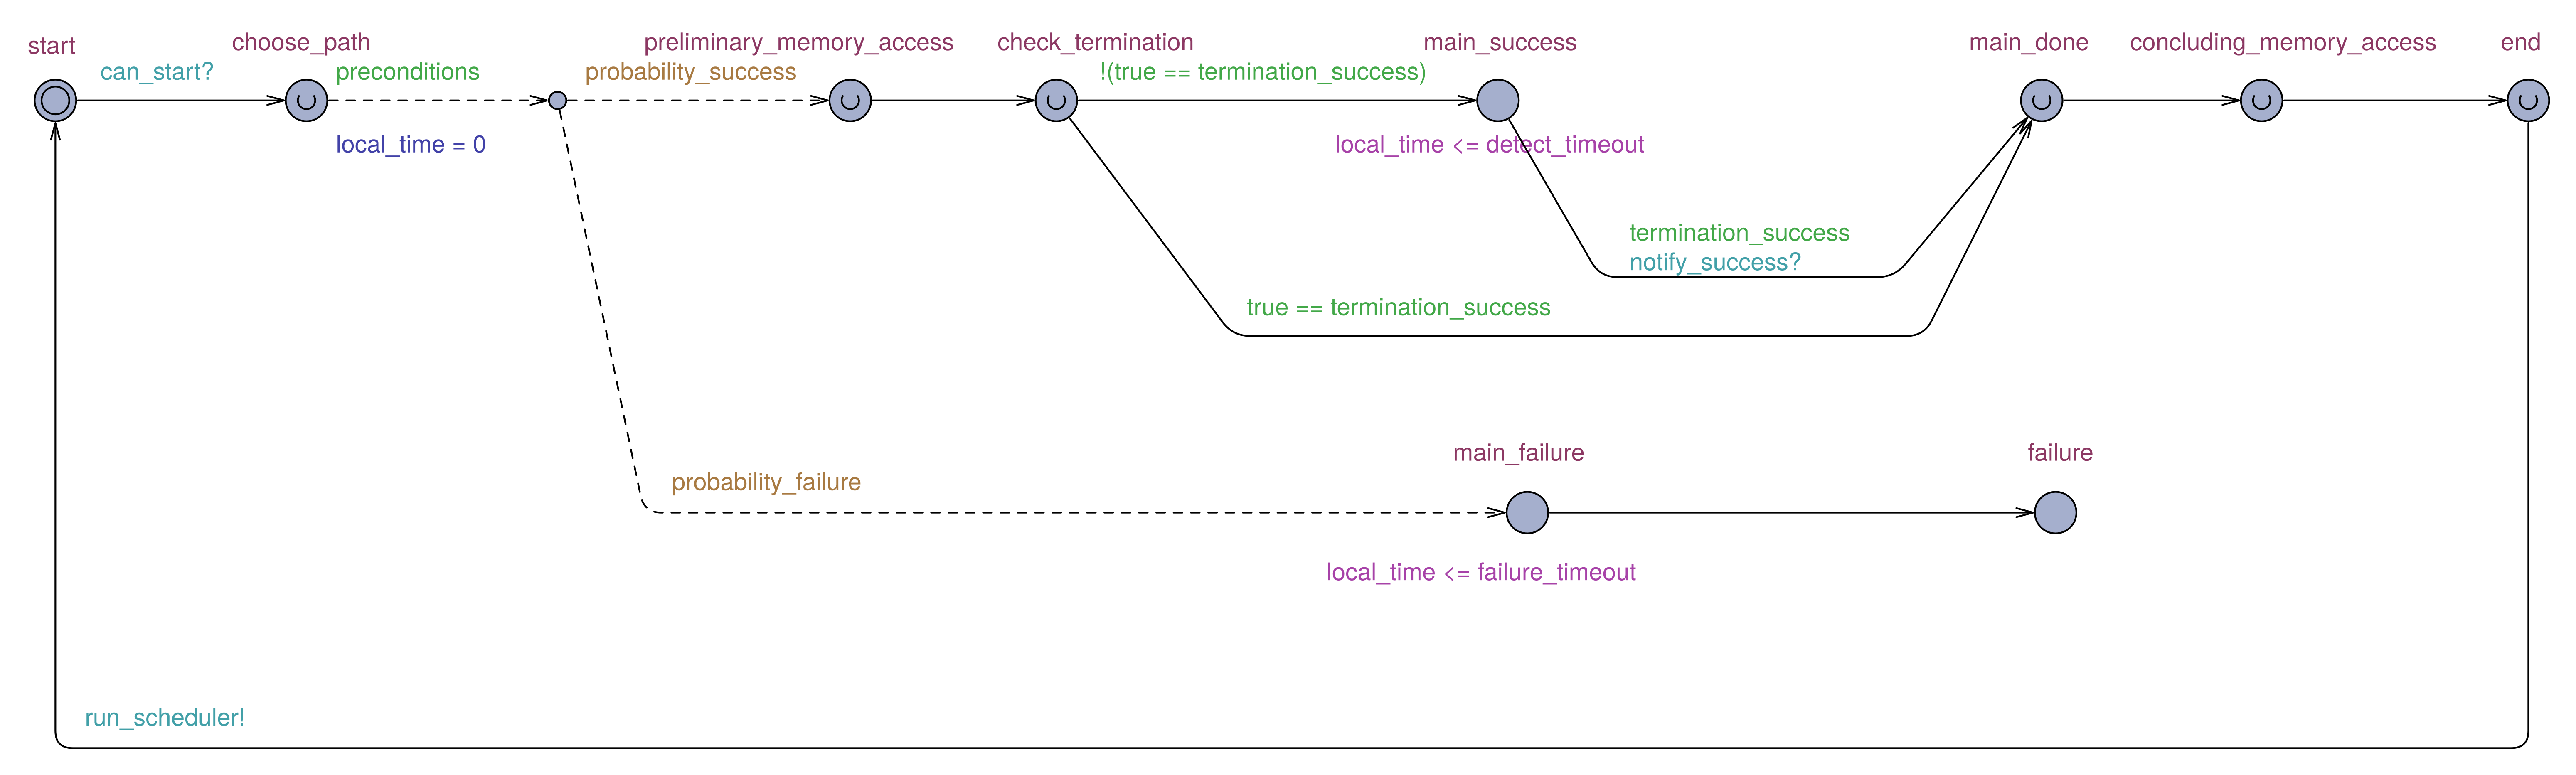 start
choose_path
preliminary_memory_access
check_termination
main_success
main_done
concluding_memory_access
end
can_start?
preconditions
probability_success
!(true == termination_success)
local_time = 0
local_time <= detect_timeout
termination_success
notify_success?
true == termination_success
main_failure
failure
probability_failure
local_time <= failure_timeout
run_scheduler!